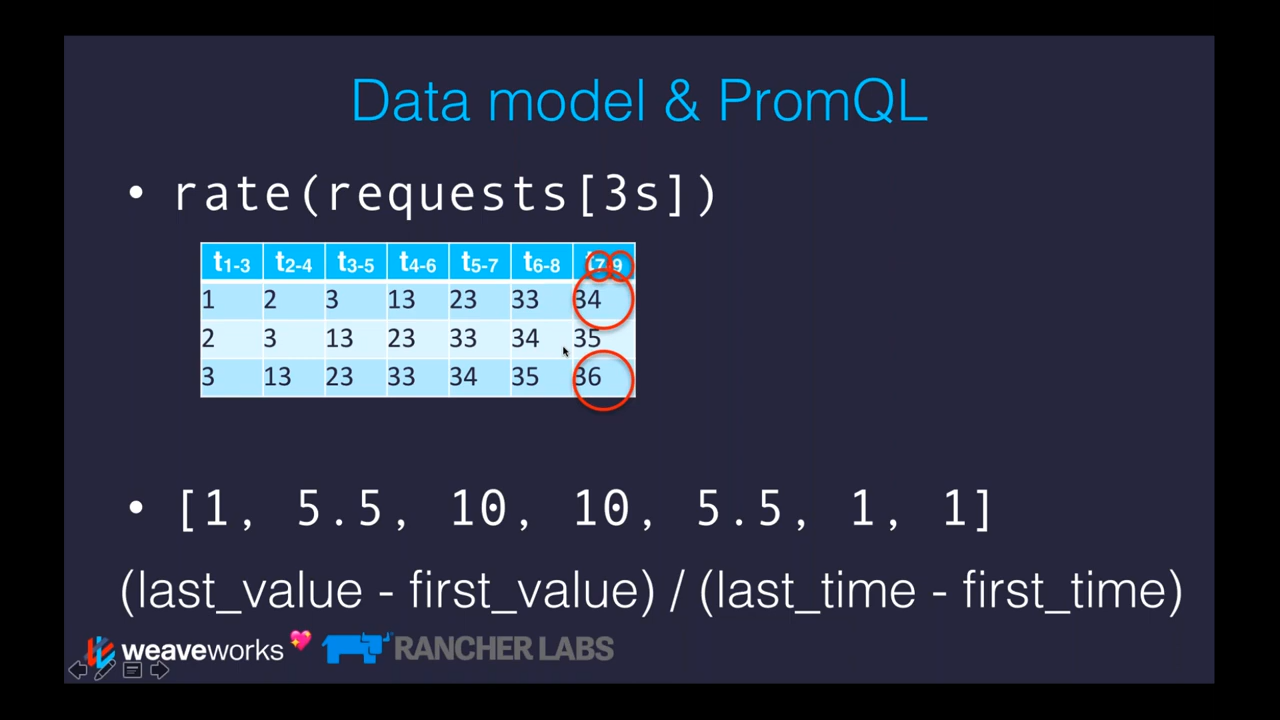 Data model & PromQL
• rate(requests[3s])
t1-3 t2-4 t3-5 t4-6 t5-7 t6-8 t7-9
1 2 3 13 23 33 34
2 3 13 23 33 34 35
3 13 23 33 34 35 36
• [1, 5.5, 10, 10, 5.5, 1, 1]
(last_value - first_value) / (last_time - first_time)
weaveworks RANCHER LABS